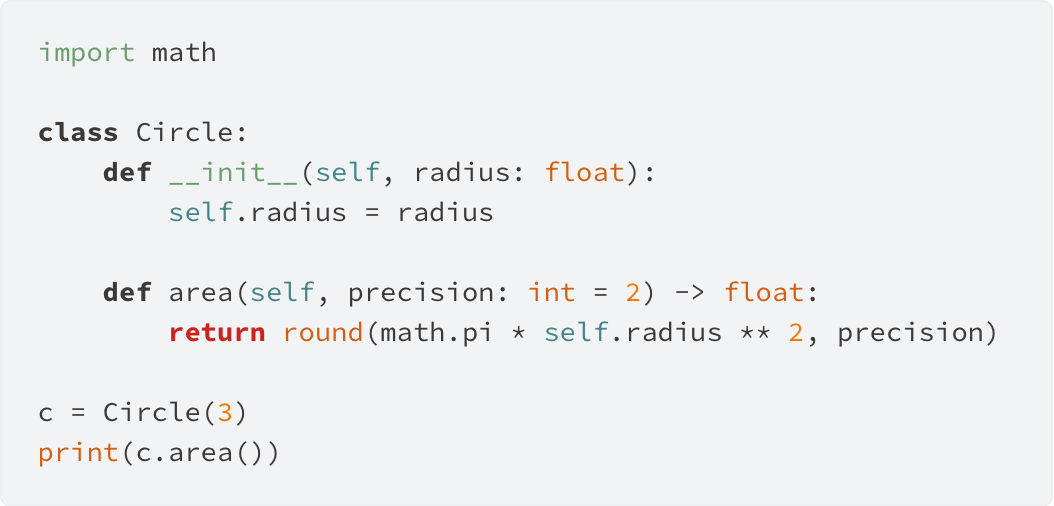 import math

class Circle:
    def __init__(self, radius: float):
        self.radius = radius

    def area(self, precision: int = 2) -> float:
        return round(math.pi * self.radius ** 2, precision)

c = Circle(3)
print(c.area())